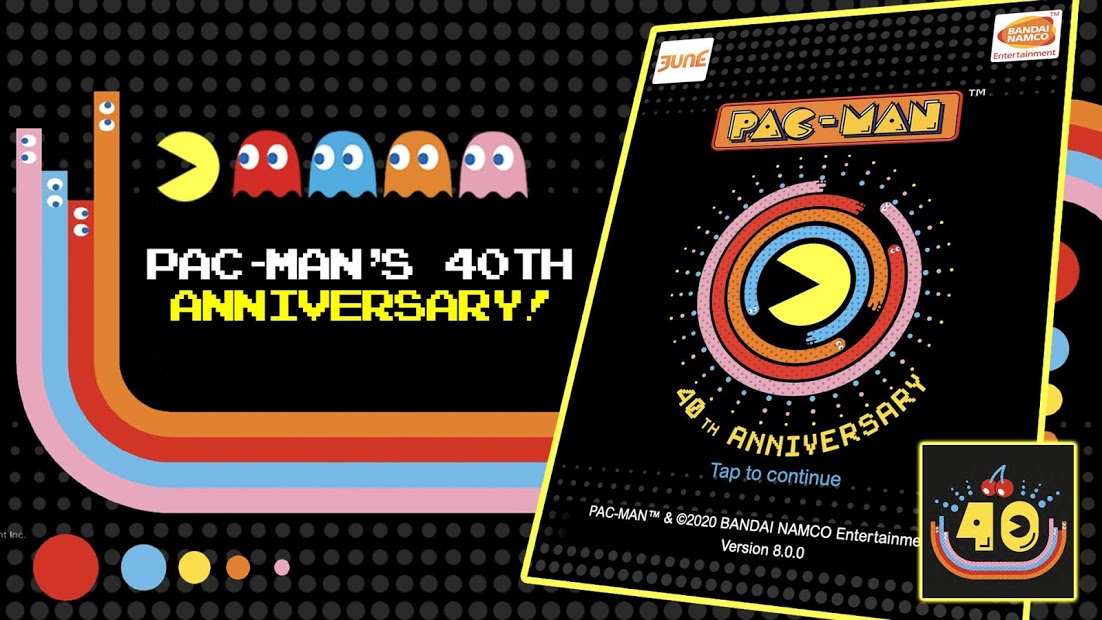 PAC-MAN'S 40TH
ANNIVERSARY!
nt Inc.
JUNE
BANDAI
NAMCO
Entertainment
TM
PAC-MAN
TM
40TH ANNIVERSARY
Tap to continue
PAC-MAN™ & ©2020 BANDAI NAMCO Entertainme
Version 8.0.0
40